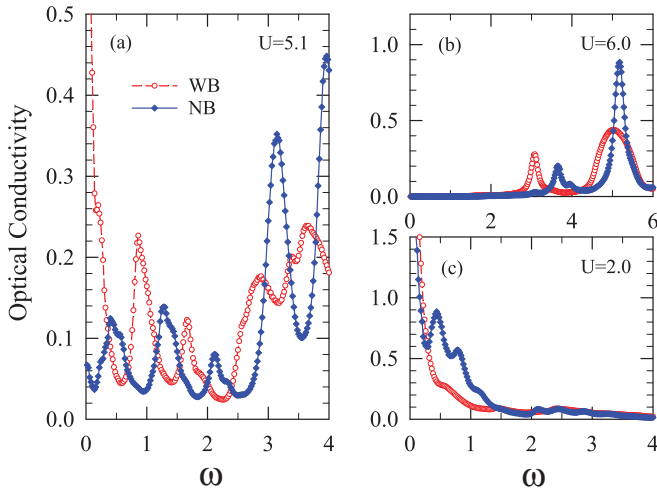 Optical Conductivity
0.5
0.4
0.3
0.2
0.1
0.0
(a)
U=5.1
WB
NB
0 1 2 3 4
ω
(b)
U=6.0
1.0
0.5
0.0
0 2 4 6
(c)
U=2.0
1.5
1.0
0.5
0.0
0 1 2 3 4
ω